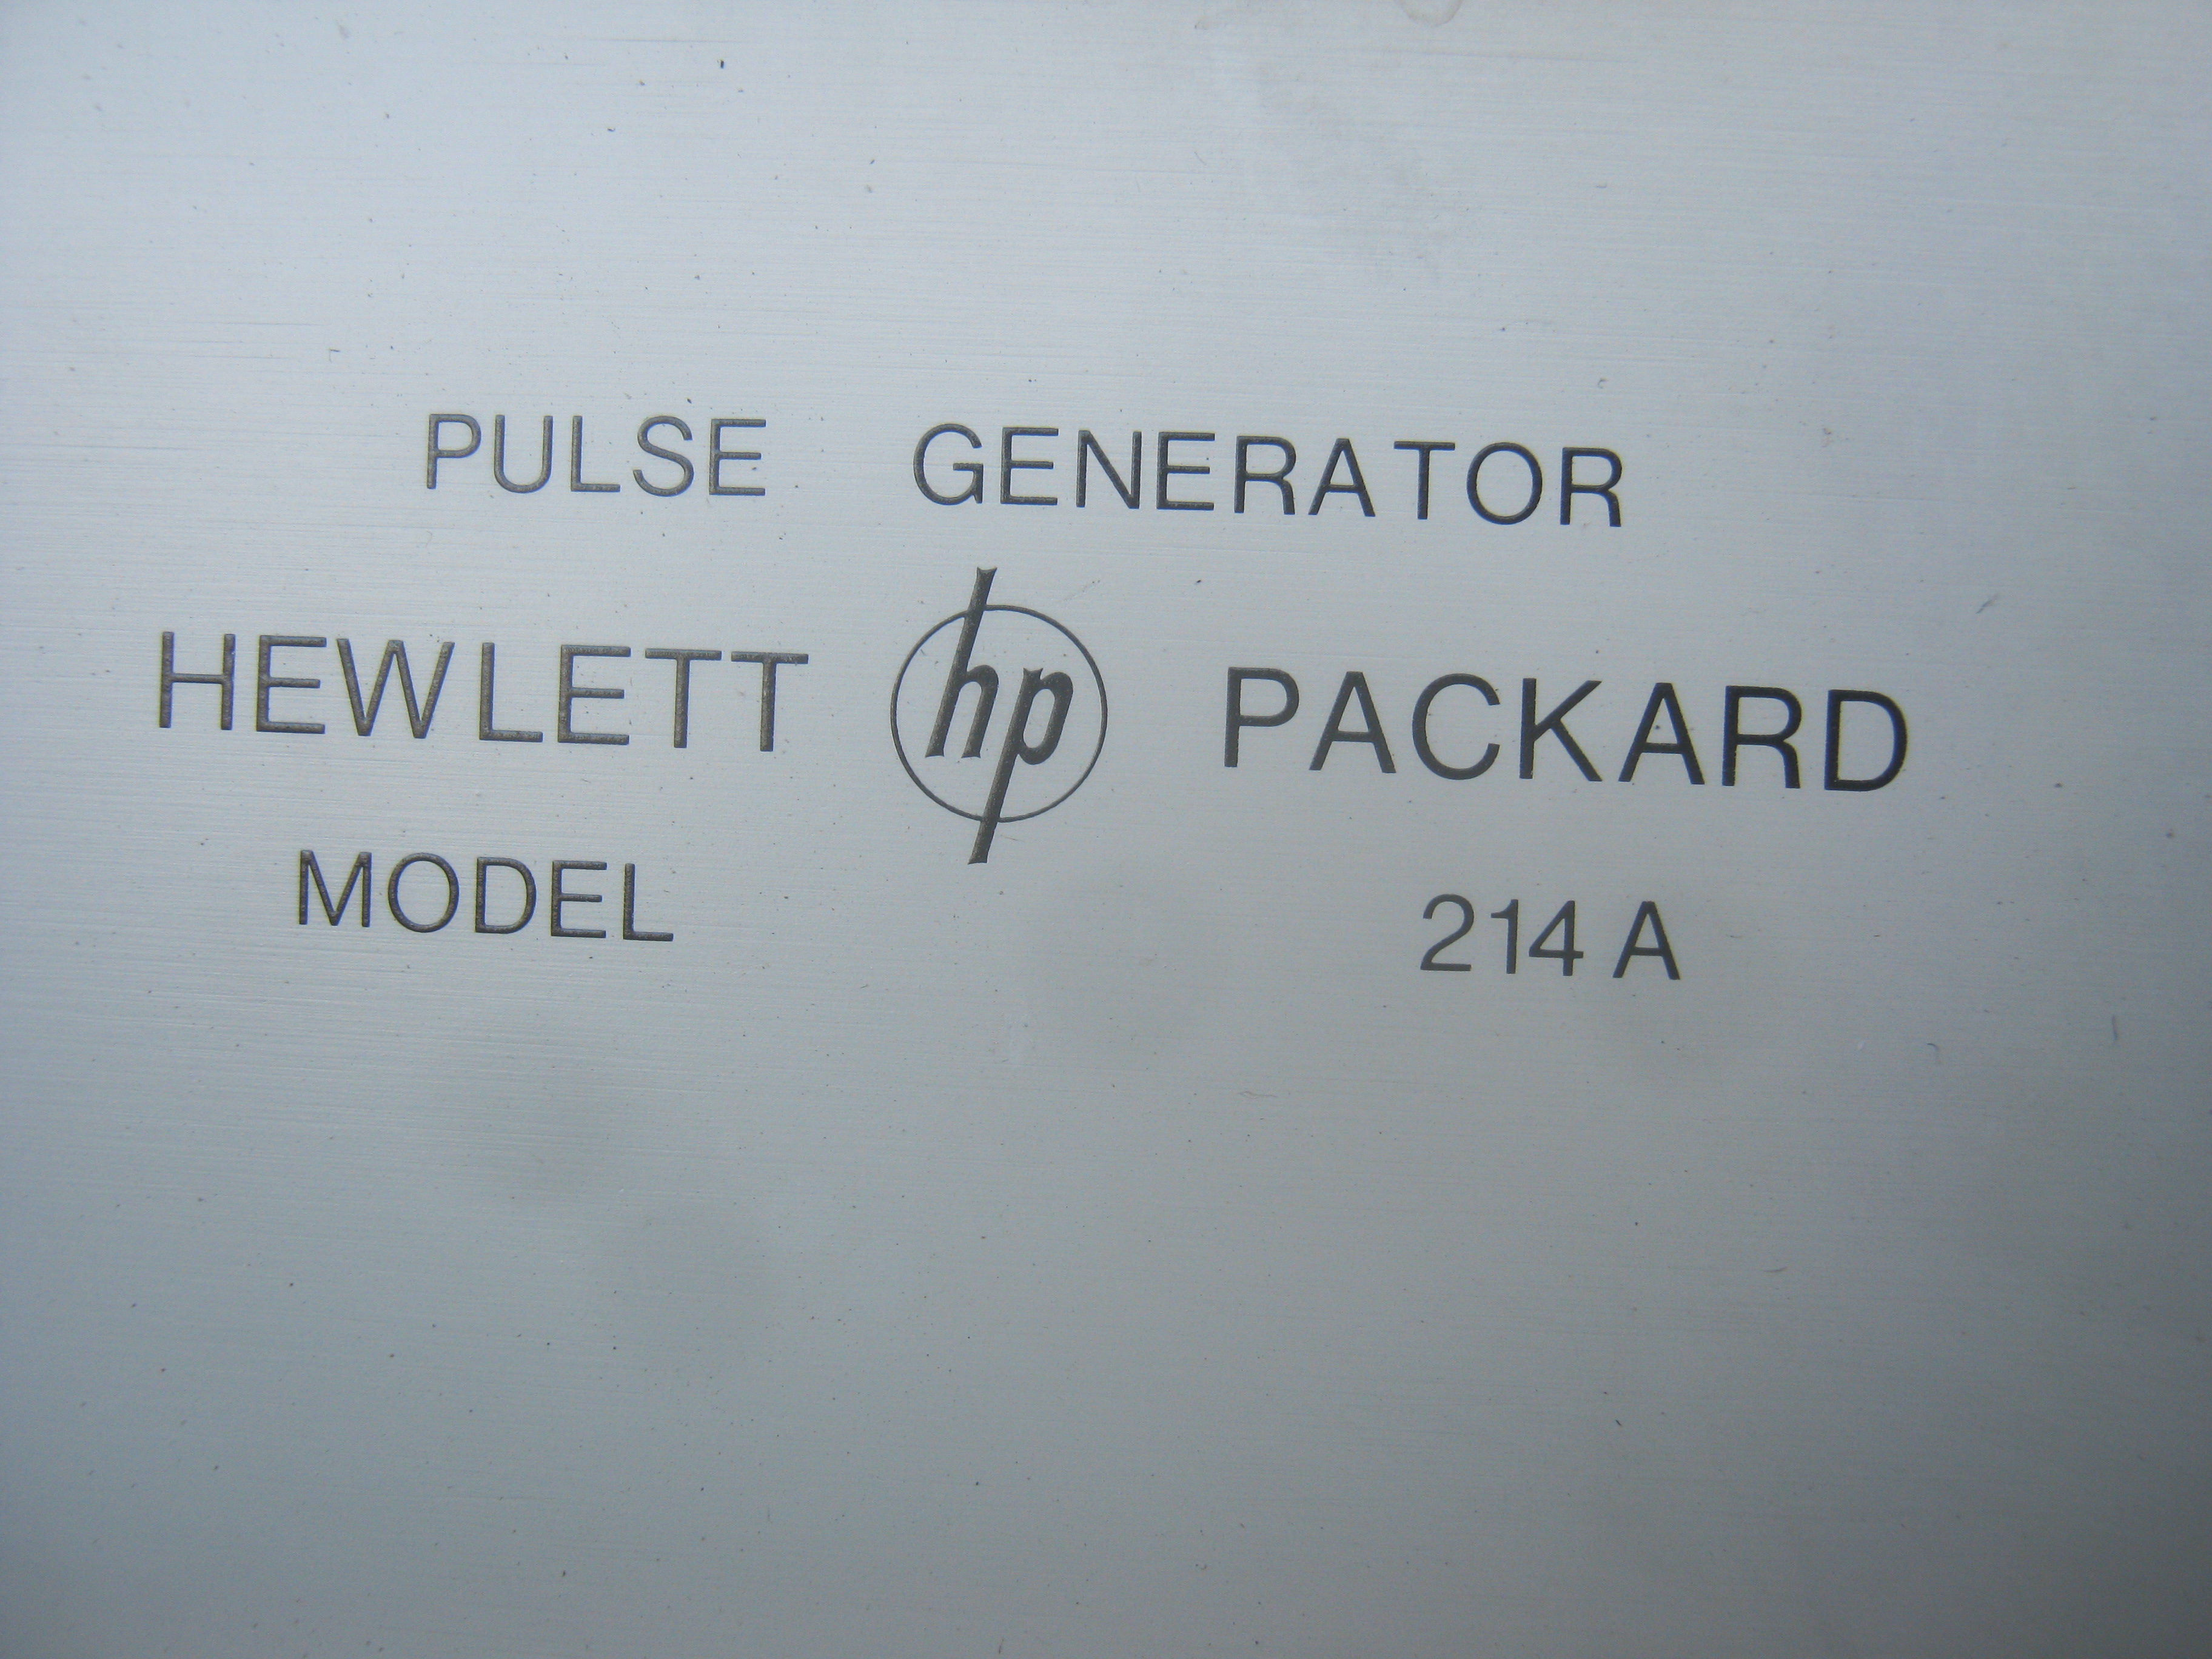 PULSE GENERATOR
HEWLETT hp PACKARD
MODEL 214 A